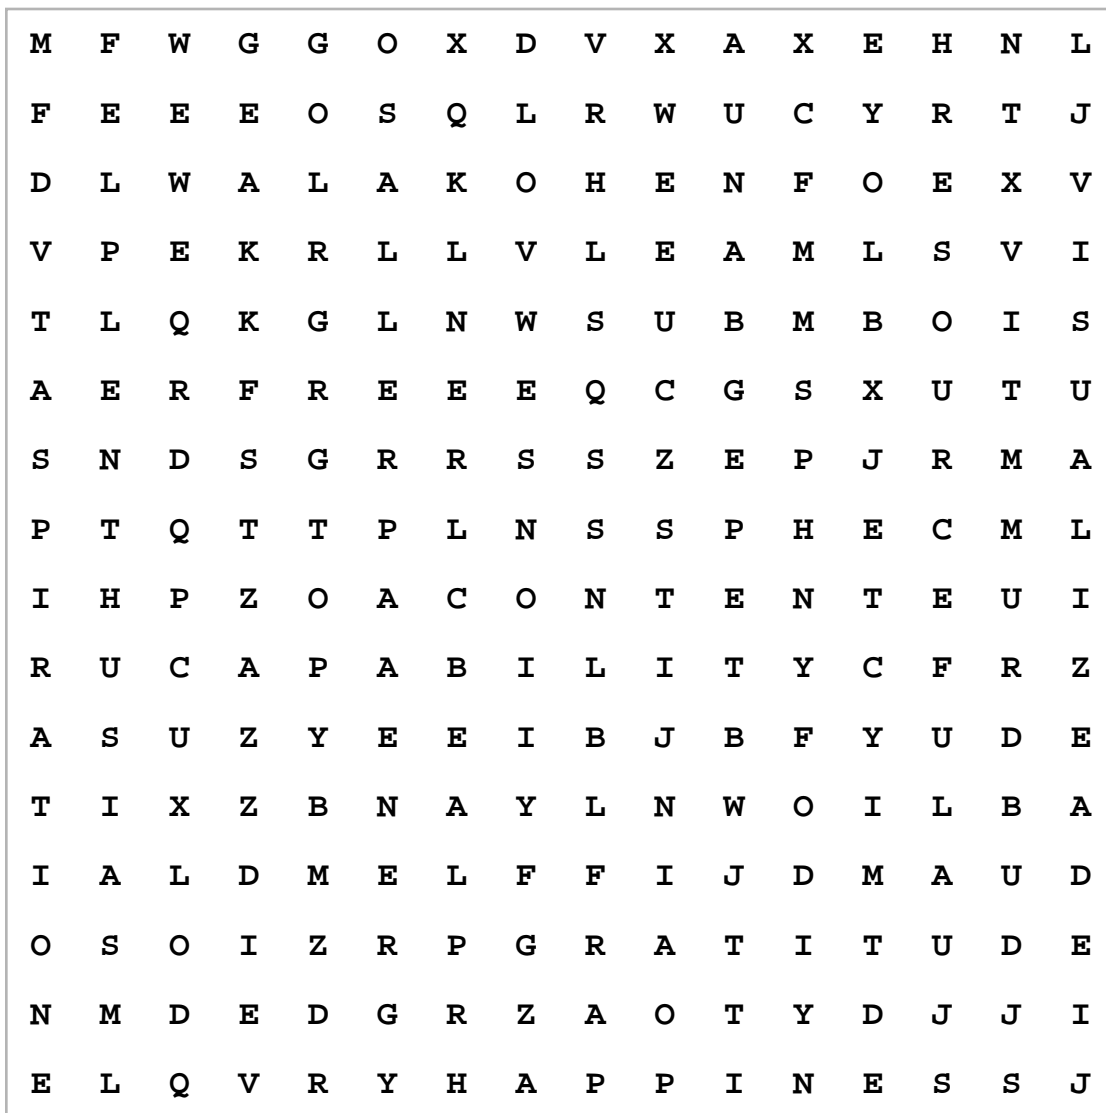 M F W G G O X D V X A X E H N L
F E E E O S Q L R W U C Y R T J
D L W A L A K O H E N F O E X V
V P E K R L L V L E A M L S V I
T L Q K G L N W S U B M B O I S
A E R F R E E E Q C G S X U T U
S N D S G R R S S Z E P J R M A
P T Q T T P L N S S P H E C M L
I H P Z O A C O N T E N T E U I
R U C A P A B I L I T Y C F R Z
A S U Z Y E E I B J B F Y U D E
T I X Z B N A Y L N W O I L B A
I A L D M E L F F I J D M A U D
O S O I Z R P G R A T I T U D E
N M D E D G R Z A O T Y D J J I
E L Q V R Y H A P P I N E S S J